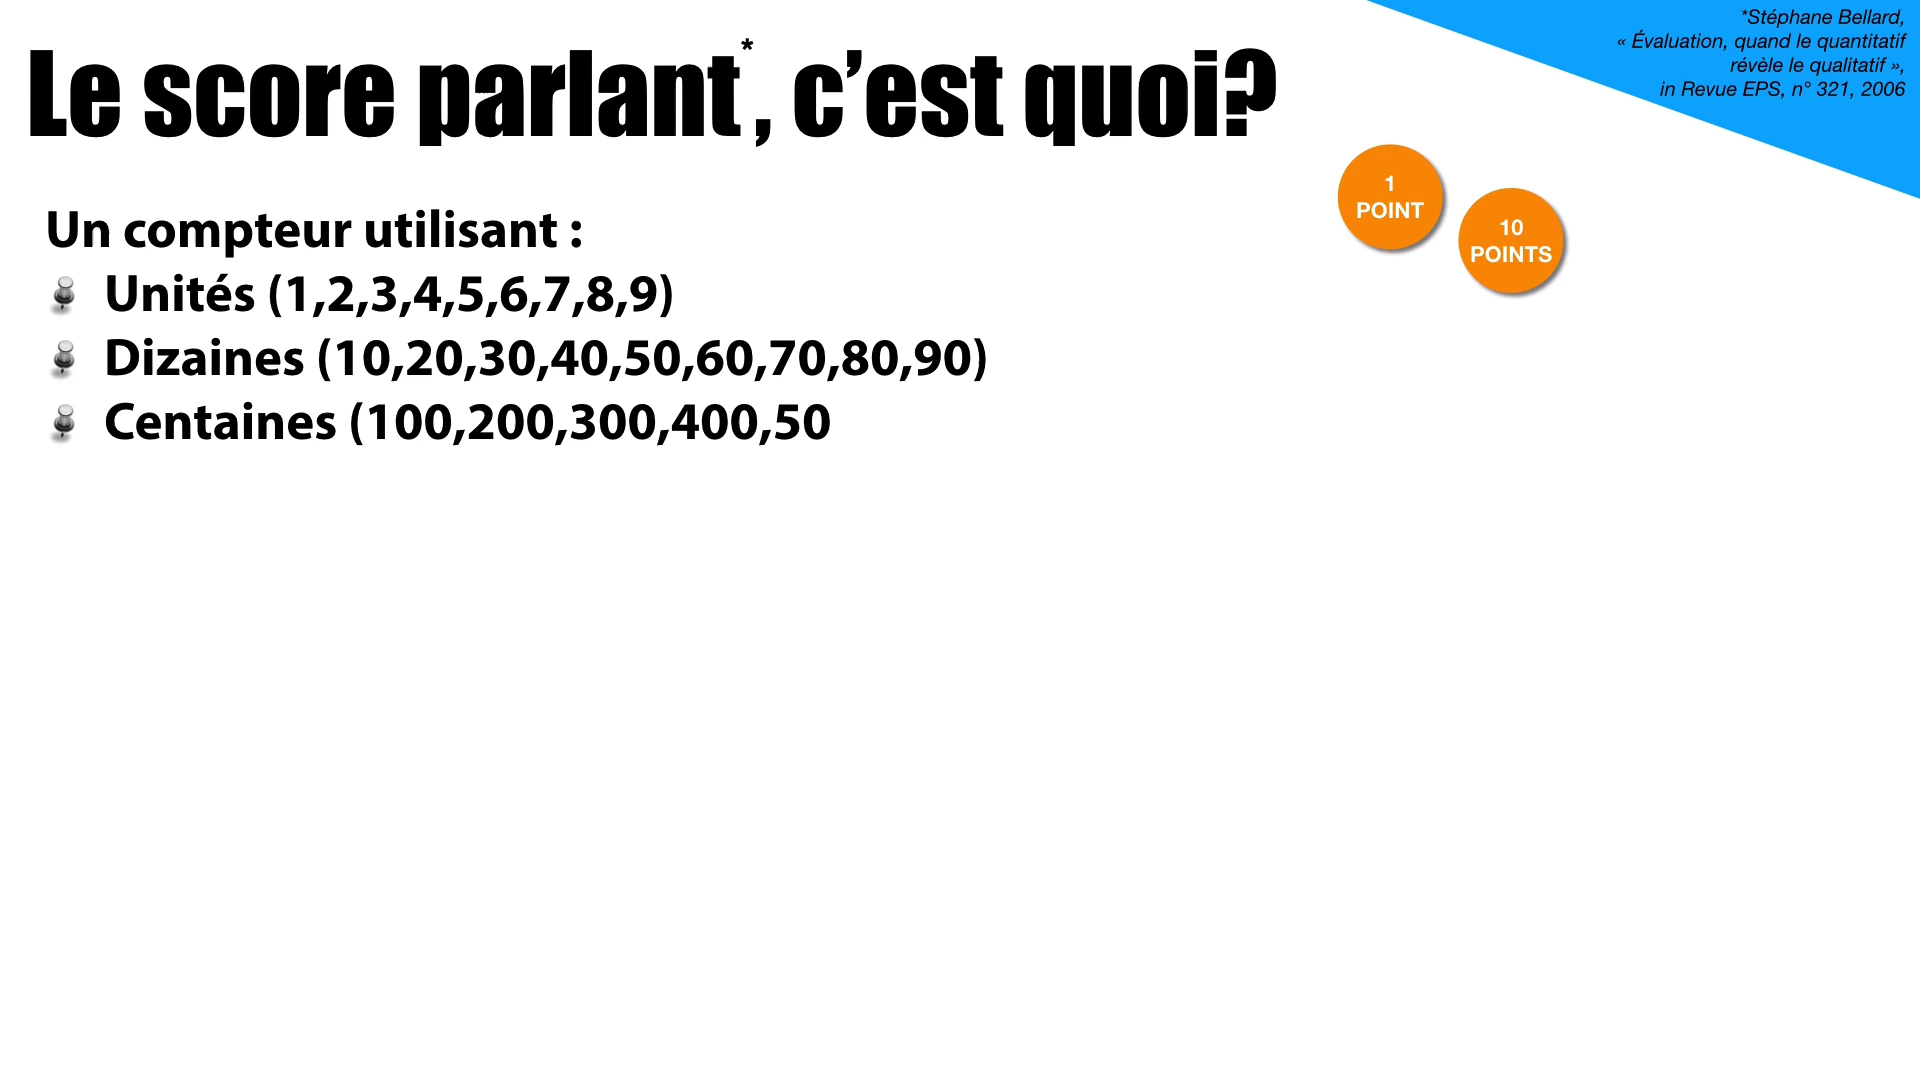 *Stéphane Bellard,
« Évaluation, quand le quantitatif
révèle le qualitatif »,
in Revue EPS, n° 321, 2006
Le score parlant*, c’est quoi?
1
POINT
10
POINTS
Un compteur utilisant :
Unités (1,2,3,4,5,6,7,8,9)
Dizaines (10,20,30,40,50,60,70,80,90)
Centaines (100,200,300,400,50